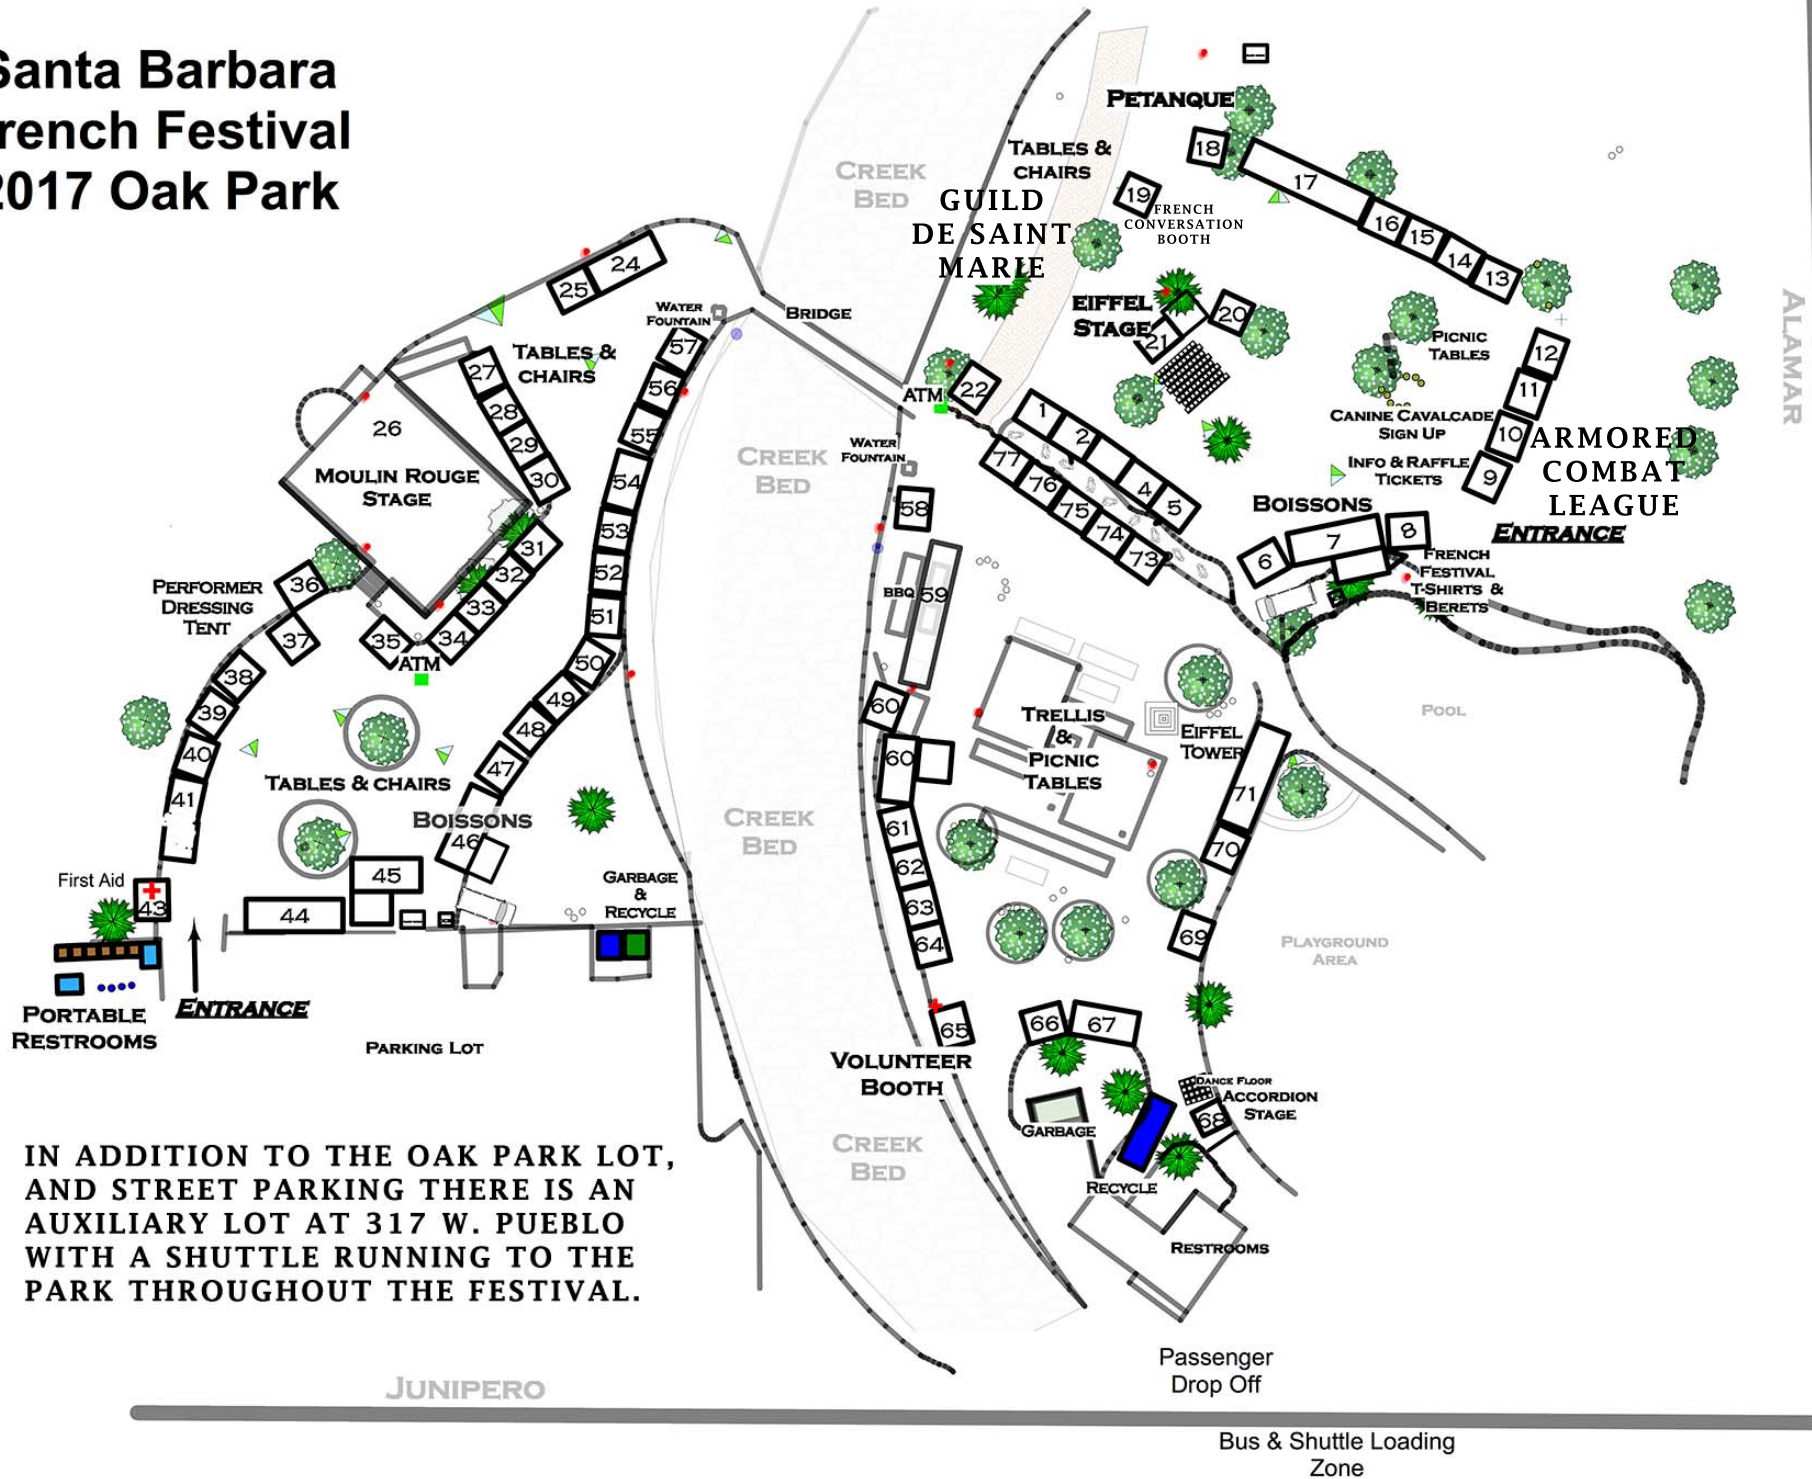 Santa Barbara
French Festival
2017 Oak Park
CREEK
BED
PETANQUE
TABLES &
CHAIRS
18
17
19
16
15
14
13
GUILD
DE SAINT
MARIE
FRENCH
CONVERSATION
BOOTH
ALAMAR
24
25
WATER
FOUNTAIN
BRIDGE
EIFFEL
STAGE
20
21
PICNIC
TABLES
12
11
10
9
TABLES &
CHAIRS
57
56
55
54
53
52
51
50
49
48
47
27
28
29
30
26
MOULIN ROUGE
STAGE
ATM
22
1
2
4
5
77
76
75
74
73
CANINE CAVALCADE
SIGN UP
INFO & RAFFLE
TICKETS
ARMORED
COMBAT
LEAGUE
ENTRANCE
BOISSONS
6
7
8
FRENCH
FESTIVAL
T-SHIRTS &
BERETS
CREEK
BED
WATER
FOUNTAIN
58
BBQ
59
31
32
33
34
35
ATM
36
37
PERFORMER
DRESSING
TENT
38
39
40
41
TABLES & CHAIRS
BOISSONS
46
45
44
First Aid
43
GARBAGE
&
RECYCLE
PORTABLE
RESTROOMS
ENTRANCE
PARKING LOT
60
60
61
62
63
64
65
TRELLIS
&
PICNIC
TABLES
EIFFEL
TOWER
POOL
71
70
69
PLAYGROUND
AREA
CREEK
BED
VOLUNTEER
BOOTH
66
67
DANCE FLOOR
ACCORDION
STAGE
68
GARBAGE
RECYCLE
RESTROOMS
CREEK
BED
IN ADDITION TO THE OAK PARK LOT,
AND STREET PARKING THERE IS AN
AUXILIARY LOT AT 317 W. PUEBLO
WITH A SHUTTLE RUNNING TO THE
PARK THROUGHOUT THE FESTIVAL.
Passenger
Drop Off
JUNIPERO
Bus & Shuttle Loading
Zone